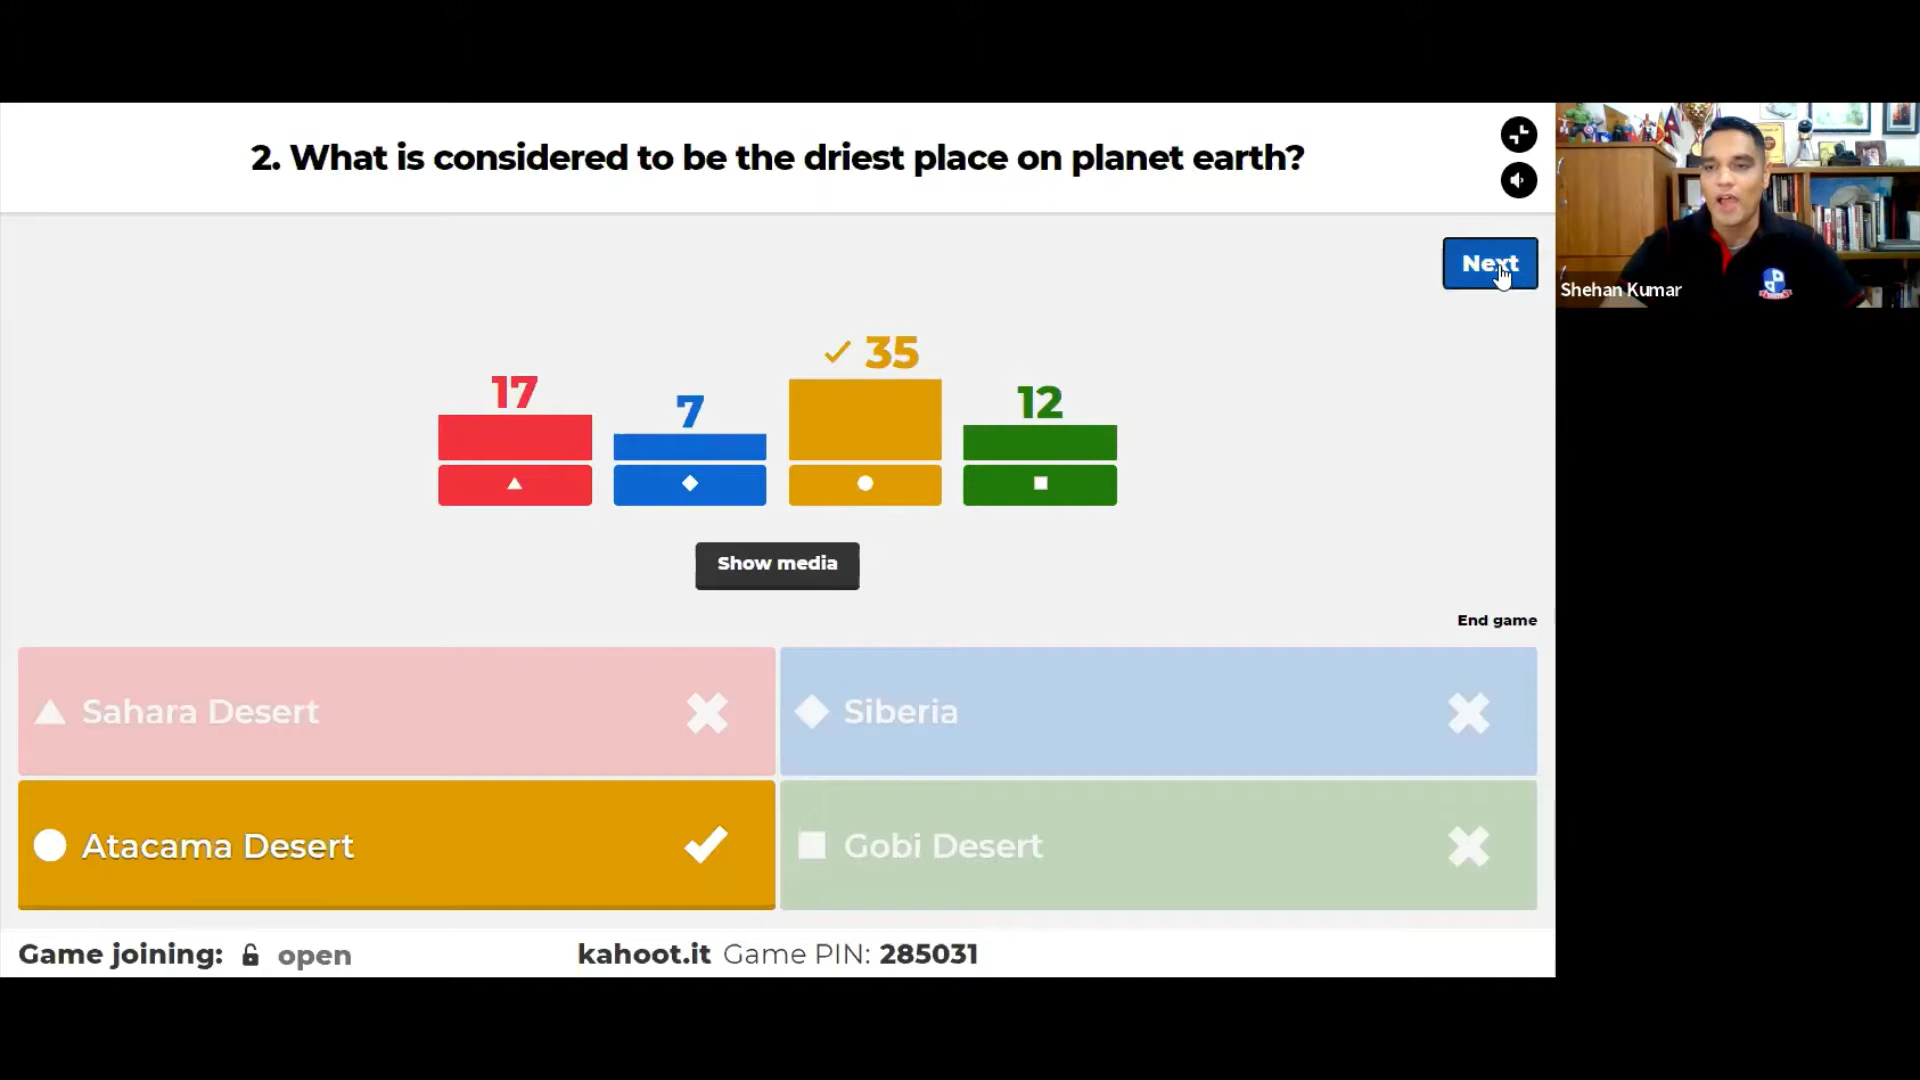 2. What is considered to be the driest place on planet earth?
Next
Shehan Kumar
17
7
35
12
Show media
End game
Sahara Desert
Siberia
Atacama Desert
Gobi Desert
Game joining: open
kahoot.it Game PIN: 285031